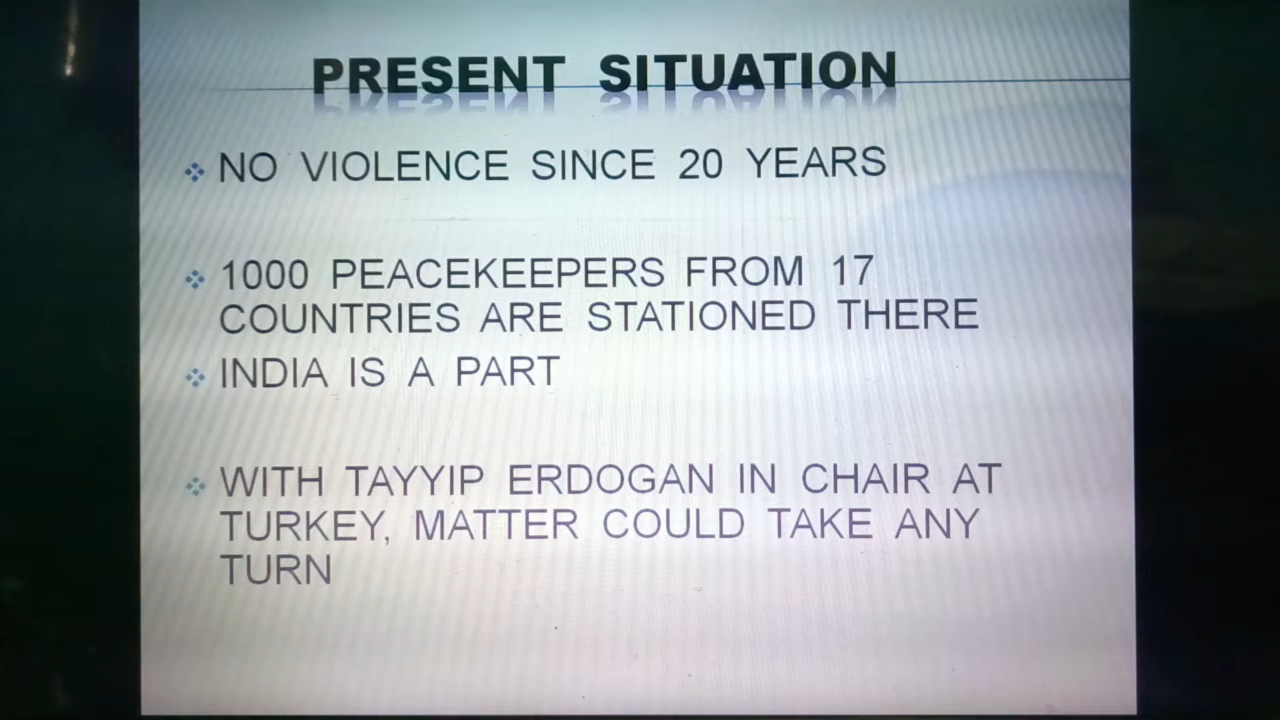 PRESENT SITUATION
NO VIOLENCE SINCE 20 YEARS
1000 PEACEKEEPERS FROM 17
COUNTRIES ARE STATIONED THERE
INDIA IS A PART
WITH TAYYIP ERDOGAN IN CHAIR AT
TURKEY, MATTER COULD TAKE ANY
TURN